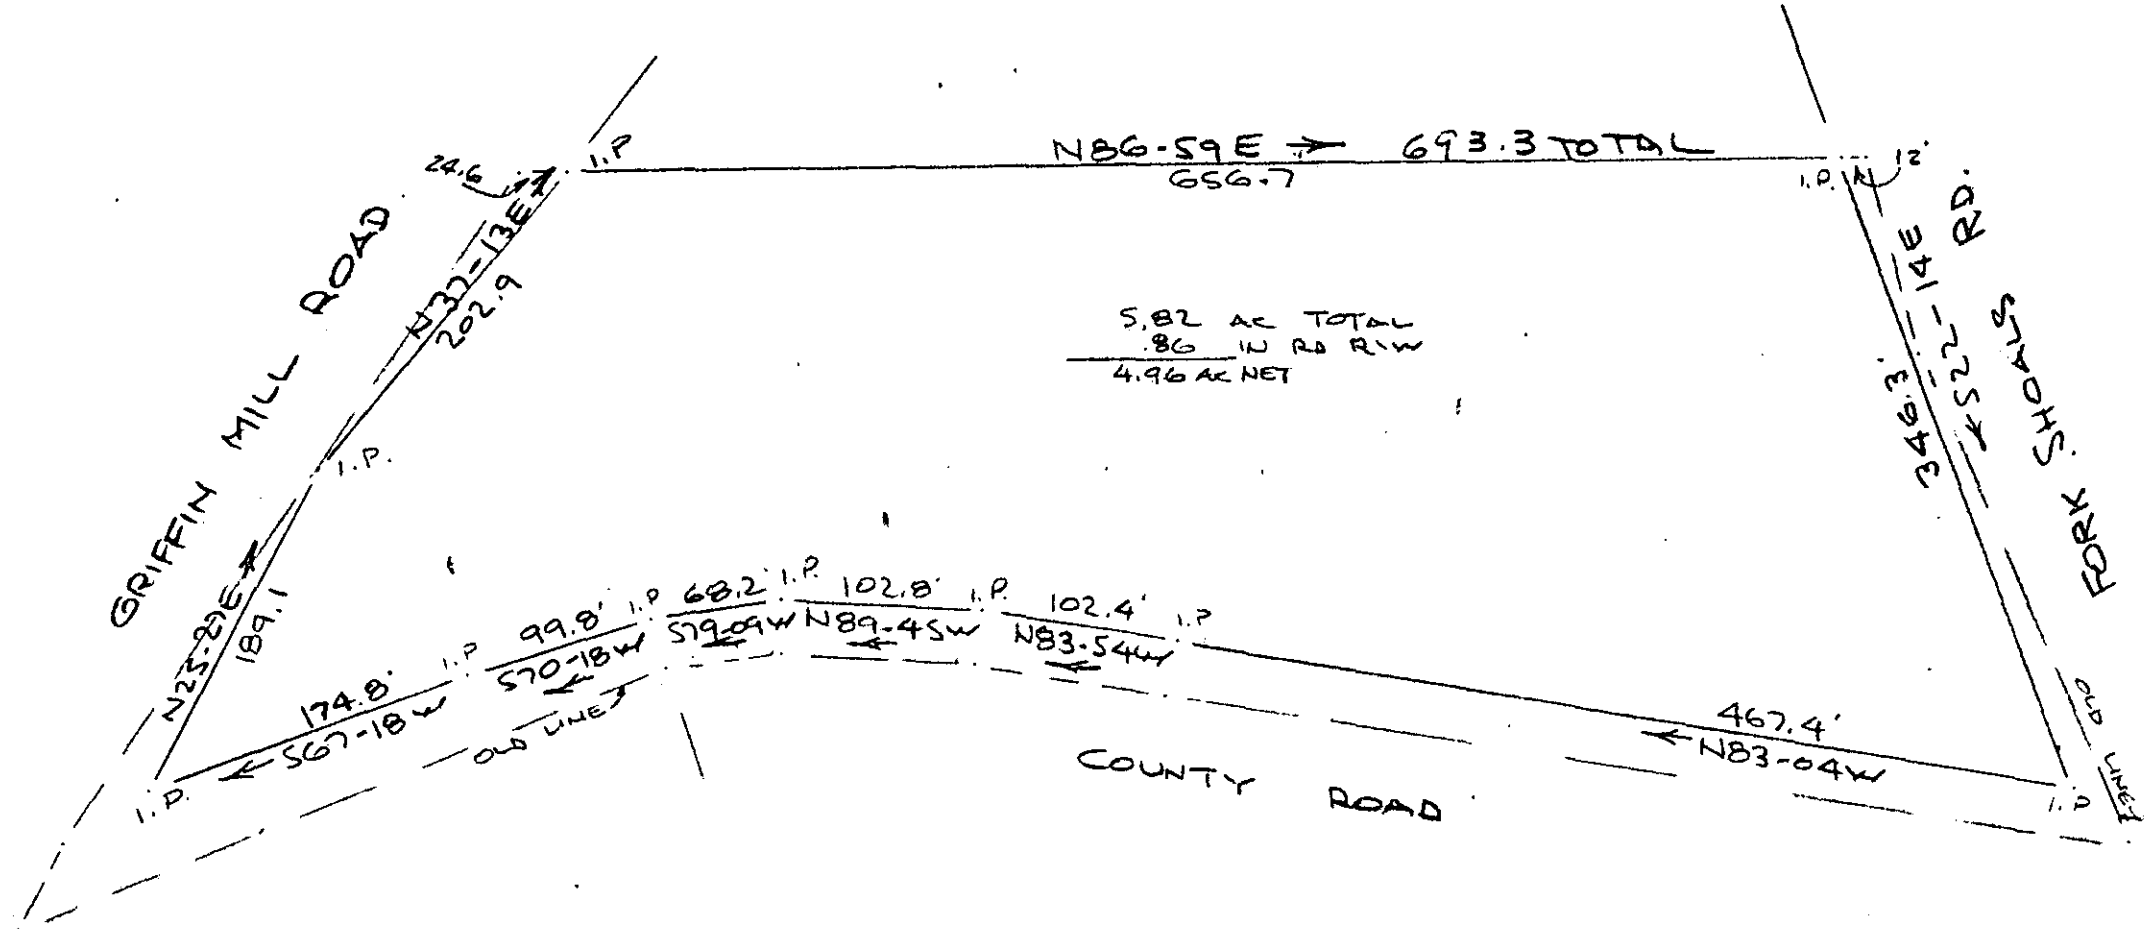 24.6
I.P
N86-59E 693.3 TOTAL
656.7
I.P. 12'
GRIFFIN MILL ROAD
N37-13E
202.9
I.P.
N25-27E
189.1
I.P.
5.82 AC TOTAL
.86 IN RD R/W
4.96 AC NET
S22-14E
346.3'
FORK SHOALS RD.
OLD LINE
I.P
174.8'
S67-18W
I.P
99.8'
S70-18W
I.P
68.2'
S79-09W
I.P.
102.8'
N89-45W
I.P.
102.4'
N83-54W
I.P
467.4'
N83-04W
OLD LINE
COUNTY ROAD